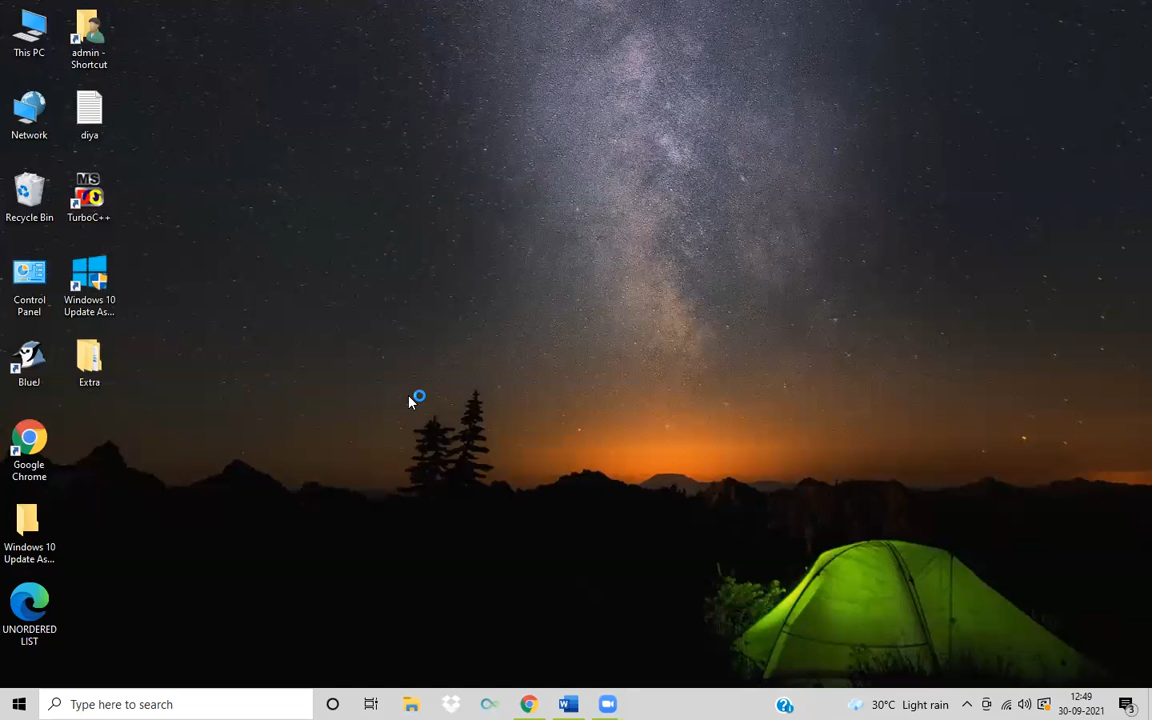 This PC
admin -
Shortcut
Network
diya
Recycle Bin
MS
TurboC++
Control
Panel
Windows 10
Update As...
BlueJ
Extra
Google
Chrome
Windows 10
Update As...
UNORDERED
LIST
Type here to search
30°C Light rain
12:49
30-09-2021
3